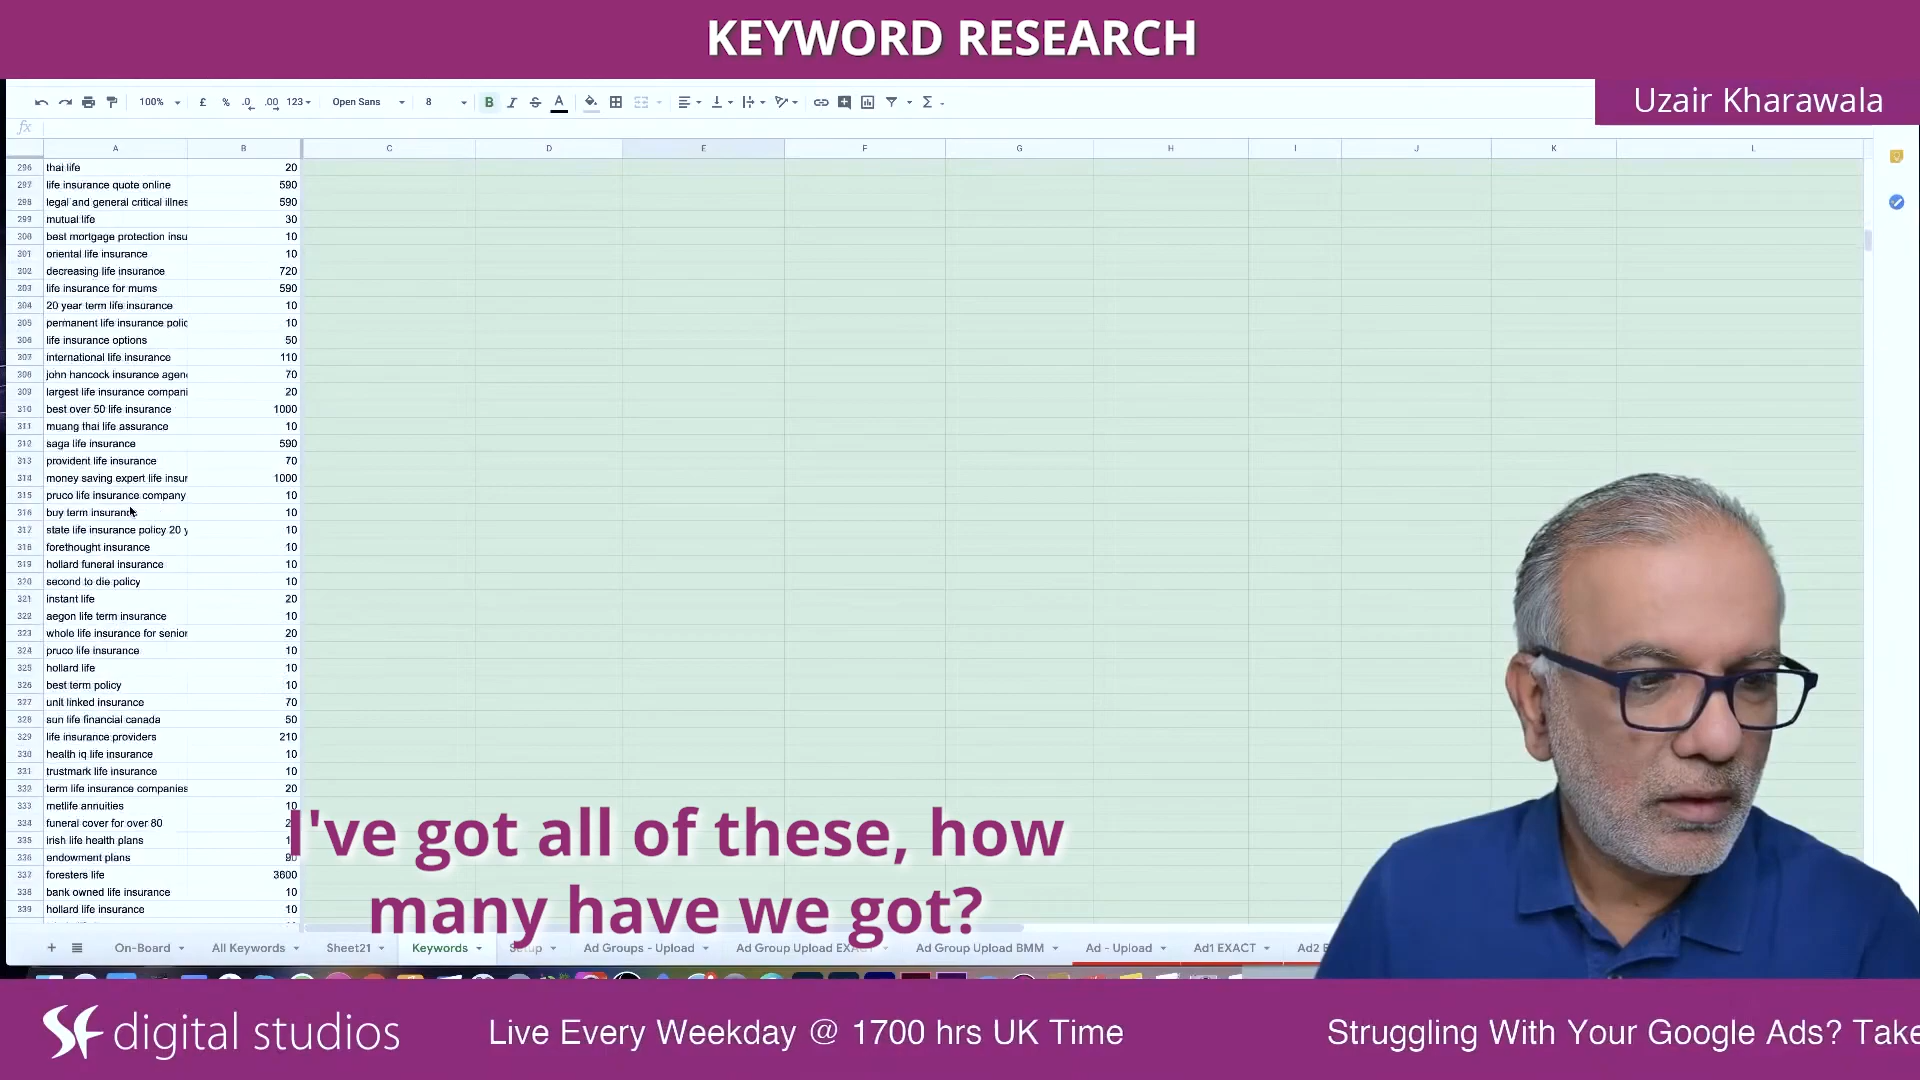 KEYWORD RESEARCH
Uzair Kharawala
100% £ % .0 .00 123 Open Sans 8 B I S A
fx
A B C D E F G H I J K L
296 thai life 20
297 life insurance quote online 590
298 legal and general critical illnes 590
299 mutual life 30
300 best mortgage protection insu 10
301 oriental life insurance 10
302 decreasing life insurance 720
303 life insurance for mums 590
304 20 year term life insurance 10
305 permanent life insurance polic 10
306 life insurance options 50
307 international life insurance 110
308 john hancock insurance agen 70
309 largest life insurance compani 20
310 best over 50 life insurance 1000
311 muang thai life assurance 10
312 saga life insurance 590
313 provident life insurance 70
314 money saving expert life insur 1000
315 pruco life insurance company 10
316 buy term insurance 10
317 state life insurance policy 20 y 10
318 forethought insurance 10
319 hollard funeral insurance 10
320 second to die policy 10
321 instant life 20
322 aegon life term insurance 10
323 whole life insurance for senior 20
324 pruco life insurance 10
325 hollard life 10
326 best term policy 10
327 unit linked insurance 70
328 sun life financial canada 50
329 life insurance providers 210
330 health iq life insurance 10
331 trustmark life insurance 10
332 term life insurance companies 20
333 metlife annuities 10
334 funeral cover for over 80
335 irish life health plans
336 endowment plans
337 foresters life 3600
338 bank owned life insurance 10
339 hollard life insurance 10
I've got all of these, how
many have we got?
On-Board All Keywords Sheet21 Keywords Setup Ad Groups - Upload Ad Group Upload EXACT Ad Group Upload BMM Ad - Upload Ad1 EXACT Ad2
SF digital studios
Live Every Weekday @ 1700 hrs UK Time
Struggling With Your Google Ads? Take